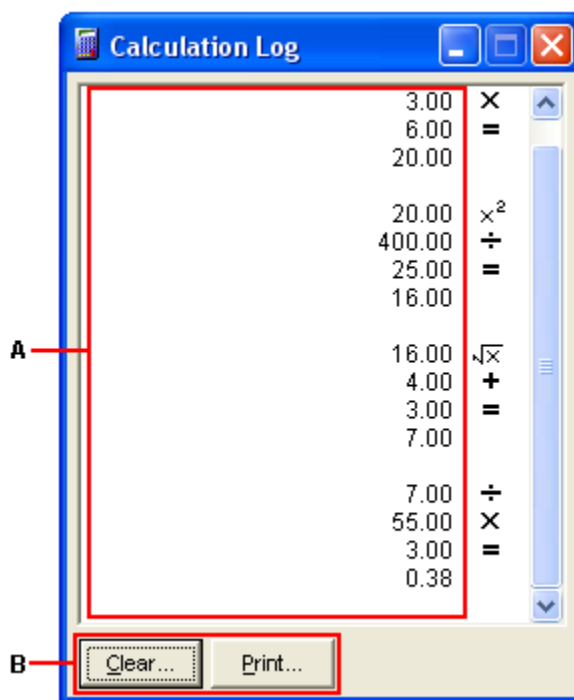 Calculation Log
3.00 ×
6.00 =
20.00
20.00 x²
400.00 ÷
25.00 =
16.00
A
16.00 √x
4.00 +
3.00 =
7.00
7.00 ÷
55.00 ×
3.00 =
0.38
B
Clear... Print...